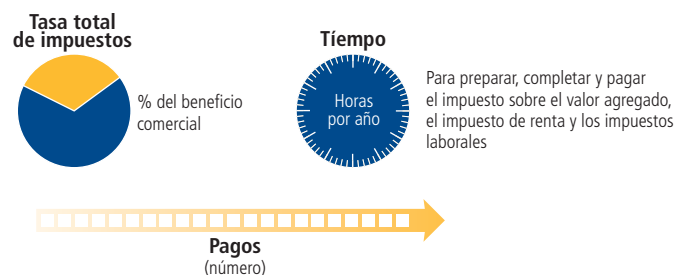 Tasa total
de impuestos
% del beneficio
comercial
Tíempo
Horas
por año
Para preparar, completar y pagar
el impuesto sobre el valor agregado,
el impuesto de renta y los impuestos
laborales
Pagos
(número)